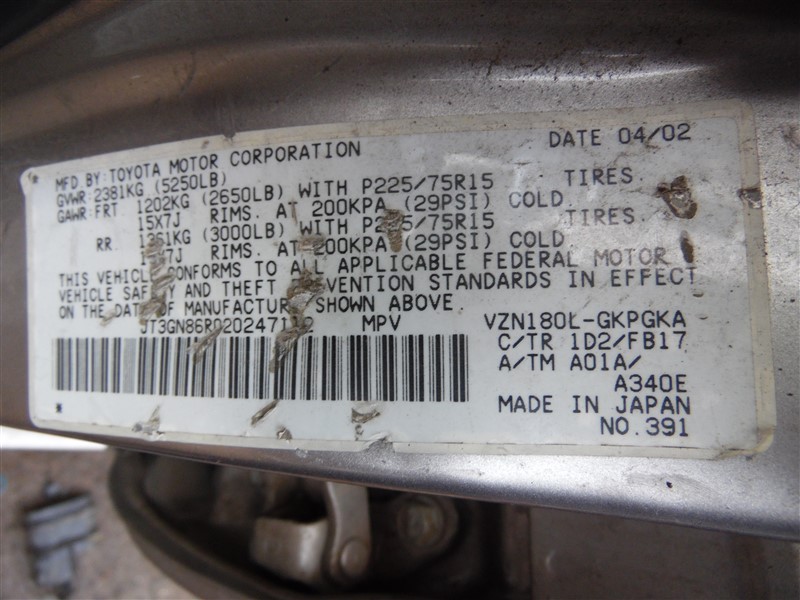 MFD BY:TOYOTA MOTOR CORPORATION DATE 04/02
GVWR:2381KG (5250LB)
GAWR:FRT 1202KG (2650LB) WITH P225/75R15 TIRES.
15X7J RIMS. AT 200KPA (29PSI) COLD
RR. (3000LB) WITH TIRES.
RIMS. AT 200KPA (29PSI) COLD
THIS VEHICLE CONFORMS TO ALL APPLICABLE FEDERAL MOTOR
VEHICLE SAFETY AND THEFT PREVENTION STANDARDS IN EFFECT
ON THE DATE OF MANUFACTURE SHOWN ABOVE.
MPV VZN180L-GKPGKA
C/TR 1D2/FB17
A/TM A01A/
A340E
MADE IN JAPAN
NO.391